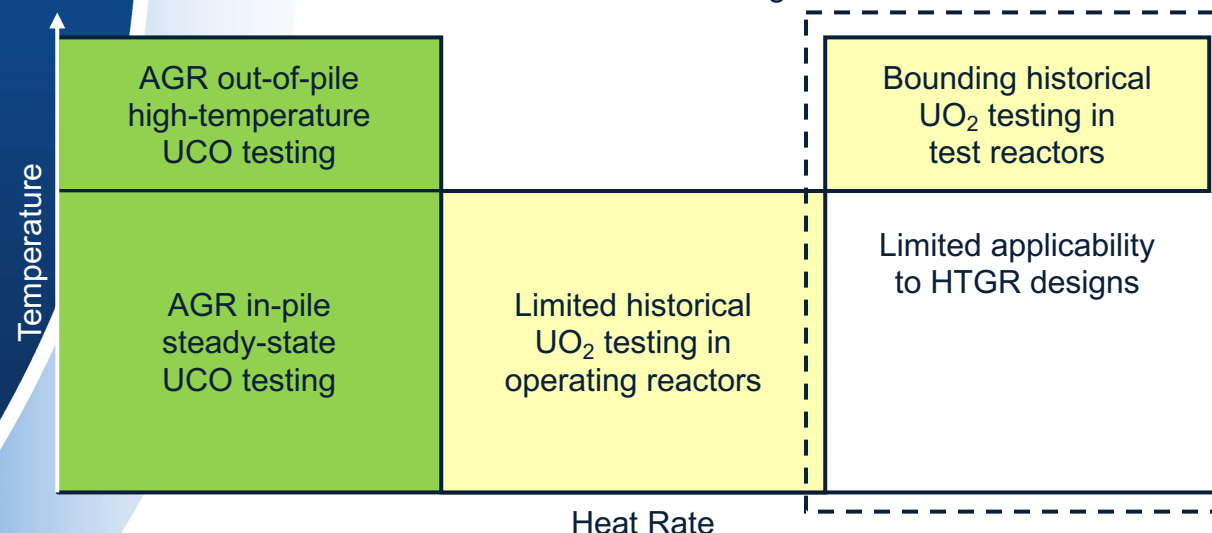 Temperature
AGR out-of-pile
high-temperature
UCO testing
Bounding historical
UO₂ testing in
test reactors
AGR in-pile
steady-state
UCO testing
Limited historical
UO₂ testing in
operating reactors
Limited applicability
to HTGR designs
Heat Rate